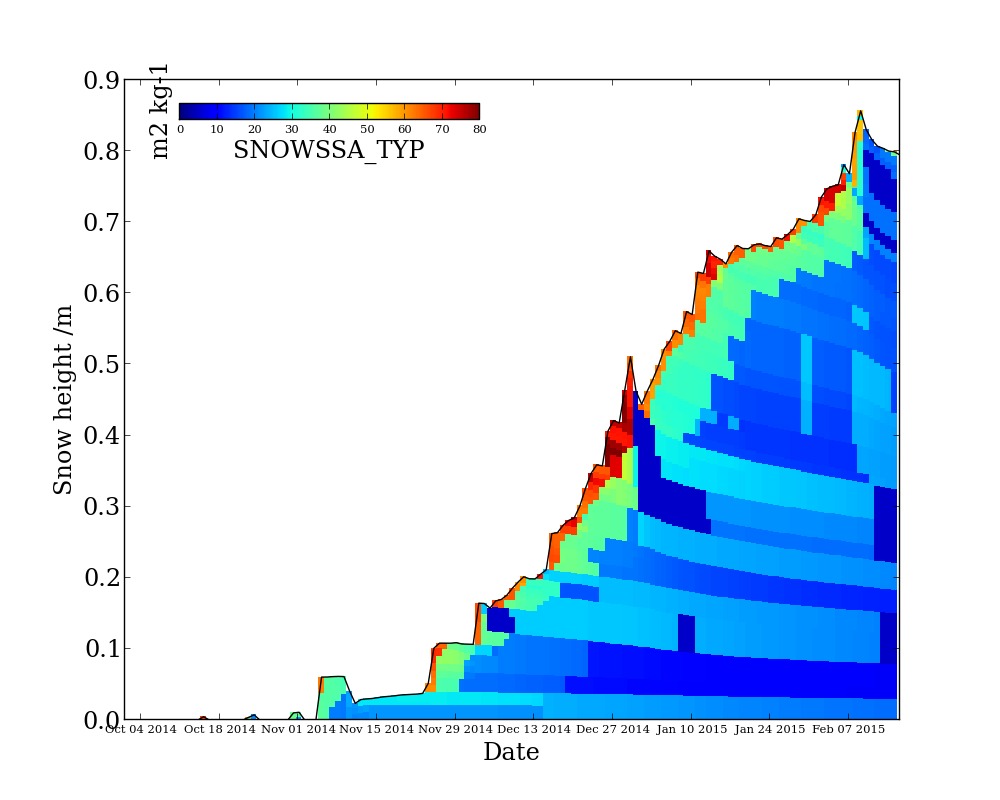 0.9
0.8
0.7
0.6
0.5
0.4
0.3
0.2
0.1
0.0
Snow height /m
m2 kg-1
0 10 20 30 40 50 60 70 80
SNOWSSA_TYP
Oct 04 2014 Oct 18 2014 Nov 01 2014 Nov 15 2014 Nov 29 2014 Dec 13 2014 Dec 27 2014 Jan 10 2015 Jan 24 2015 Feb 07 2015
Date